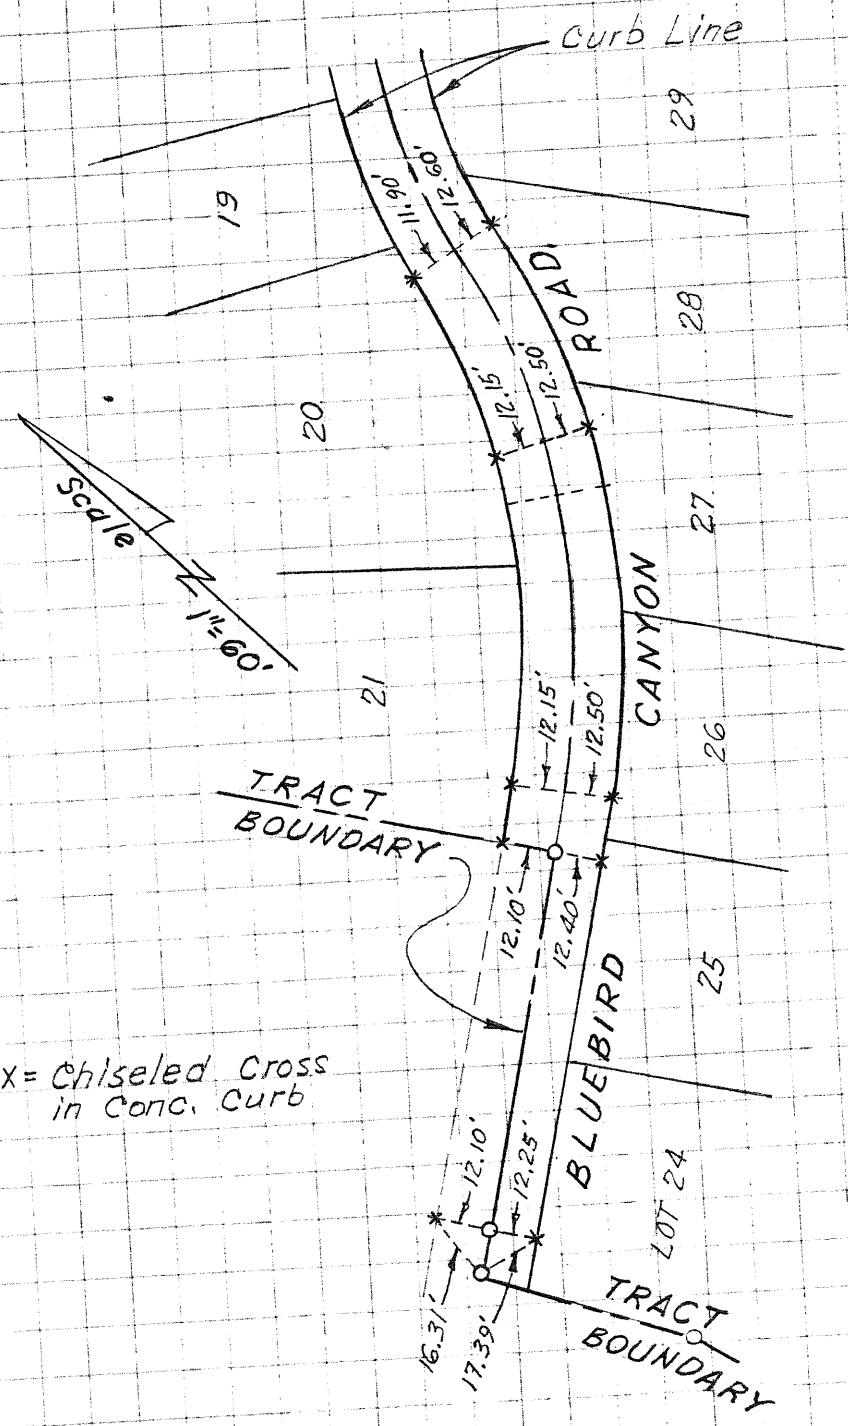 Curb Line
29
19
11.90'
12.60'
ROAD
28
20
12.15'
12.50'
Scale
N
1"=60'
27
CANYON
21
12.15'
12.50'
26
TRACT
BOUNDARY
12.10'
12.40'
25
BLUEBIRD
X = Chiseled Cross
in Conc. Curb
12.10'
12.25'
LOT 24
16.31'
17.39'
TRACT
BOUNDARY